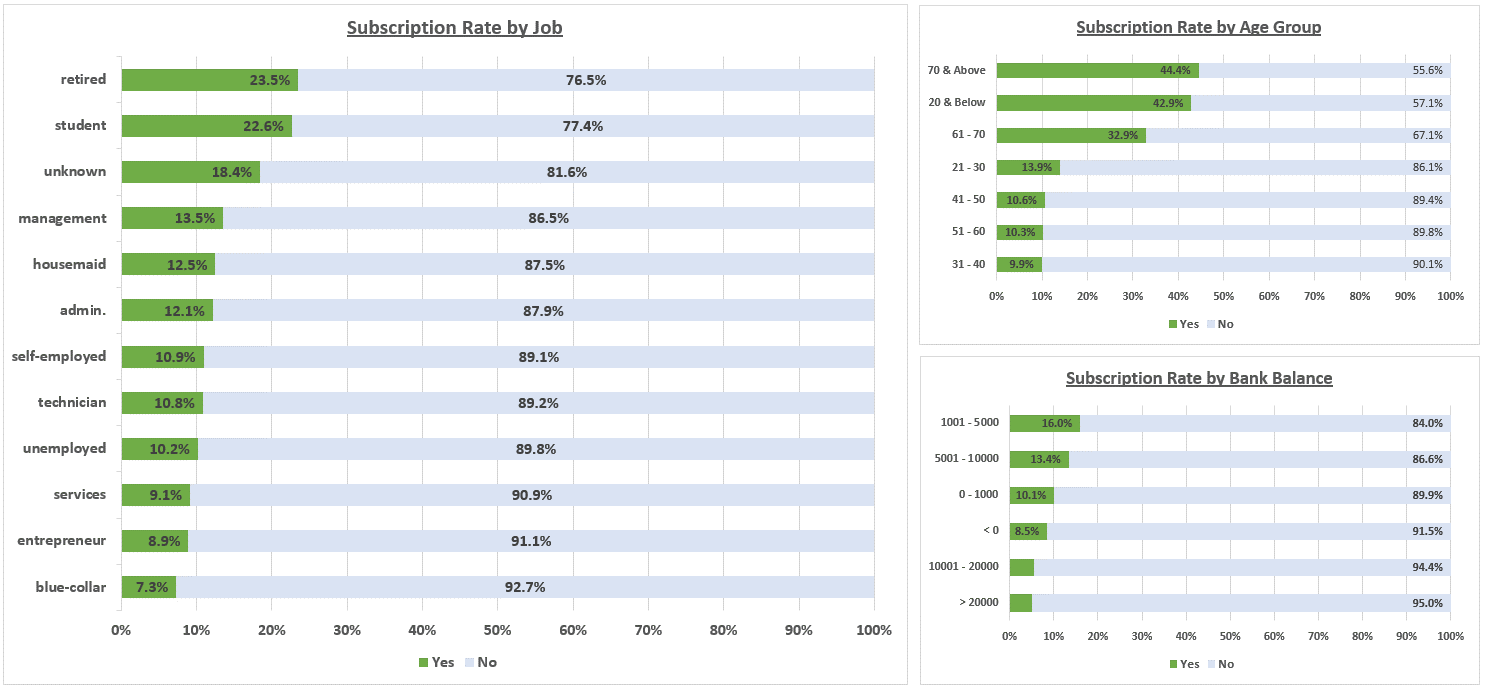 Subscription Rate by Job
retired 23.5% 76.5%
student 22.6% 77.4%
unknown 18.4% 81.6%
management 13.5% 86.5%
housemaid 12.5% 87.5%
admin. 12.1% 87.9%
self-employed 10.9% 89.1%
technician 10.8% 89.2%
unemployed 10.2% 89.8%
services 9.1% 90.9%
entrepreneur 8.9% 91.1%
blue-collar 7.3% 92.7%
0% 10% 20% 30% 40% 50% 60% 70% 80% 90% 100%
Yes No
Subscription Rate by Age Group
70 & Above 44.4% 55.6%
20 & Below 42.9% 57.1%
61 - 70 32.9% 67.1%
21 - 30 13.9% 86.1%
41 - 50 10.6% 89.4%
51 - 60 10.3% 89.8%
31 - 40 9.9% 90.1%
0% 10% 20% 30% 40% 50% 60% 70% 80% 90% 100%
Yes No
Subscription Rate by Bank Balance
1001 - 5000 16.0% 84.0%
5001 - 10000 13.4% 86.6%
0 - 1000 10.1% 89.9%
< 0 8.5% 91.5%
10001 - 20000 94.4%
> 20000 95.0%
0% 10% 20% 30% 40% 50% 60% 70% 80% 90% 100%
Yes No